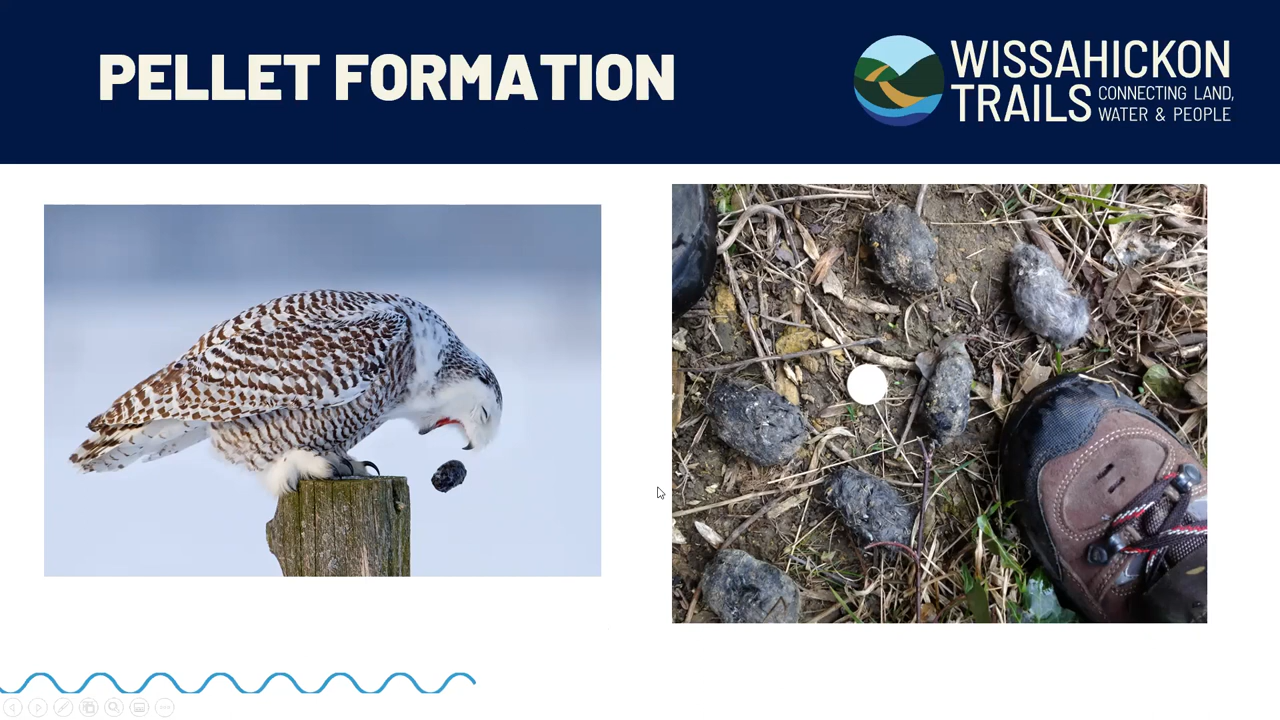 PELLET FORMATION
WISSAHICKON
TRAILS CONNECTING LAND,
WATER & PEOPLE